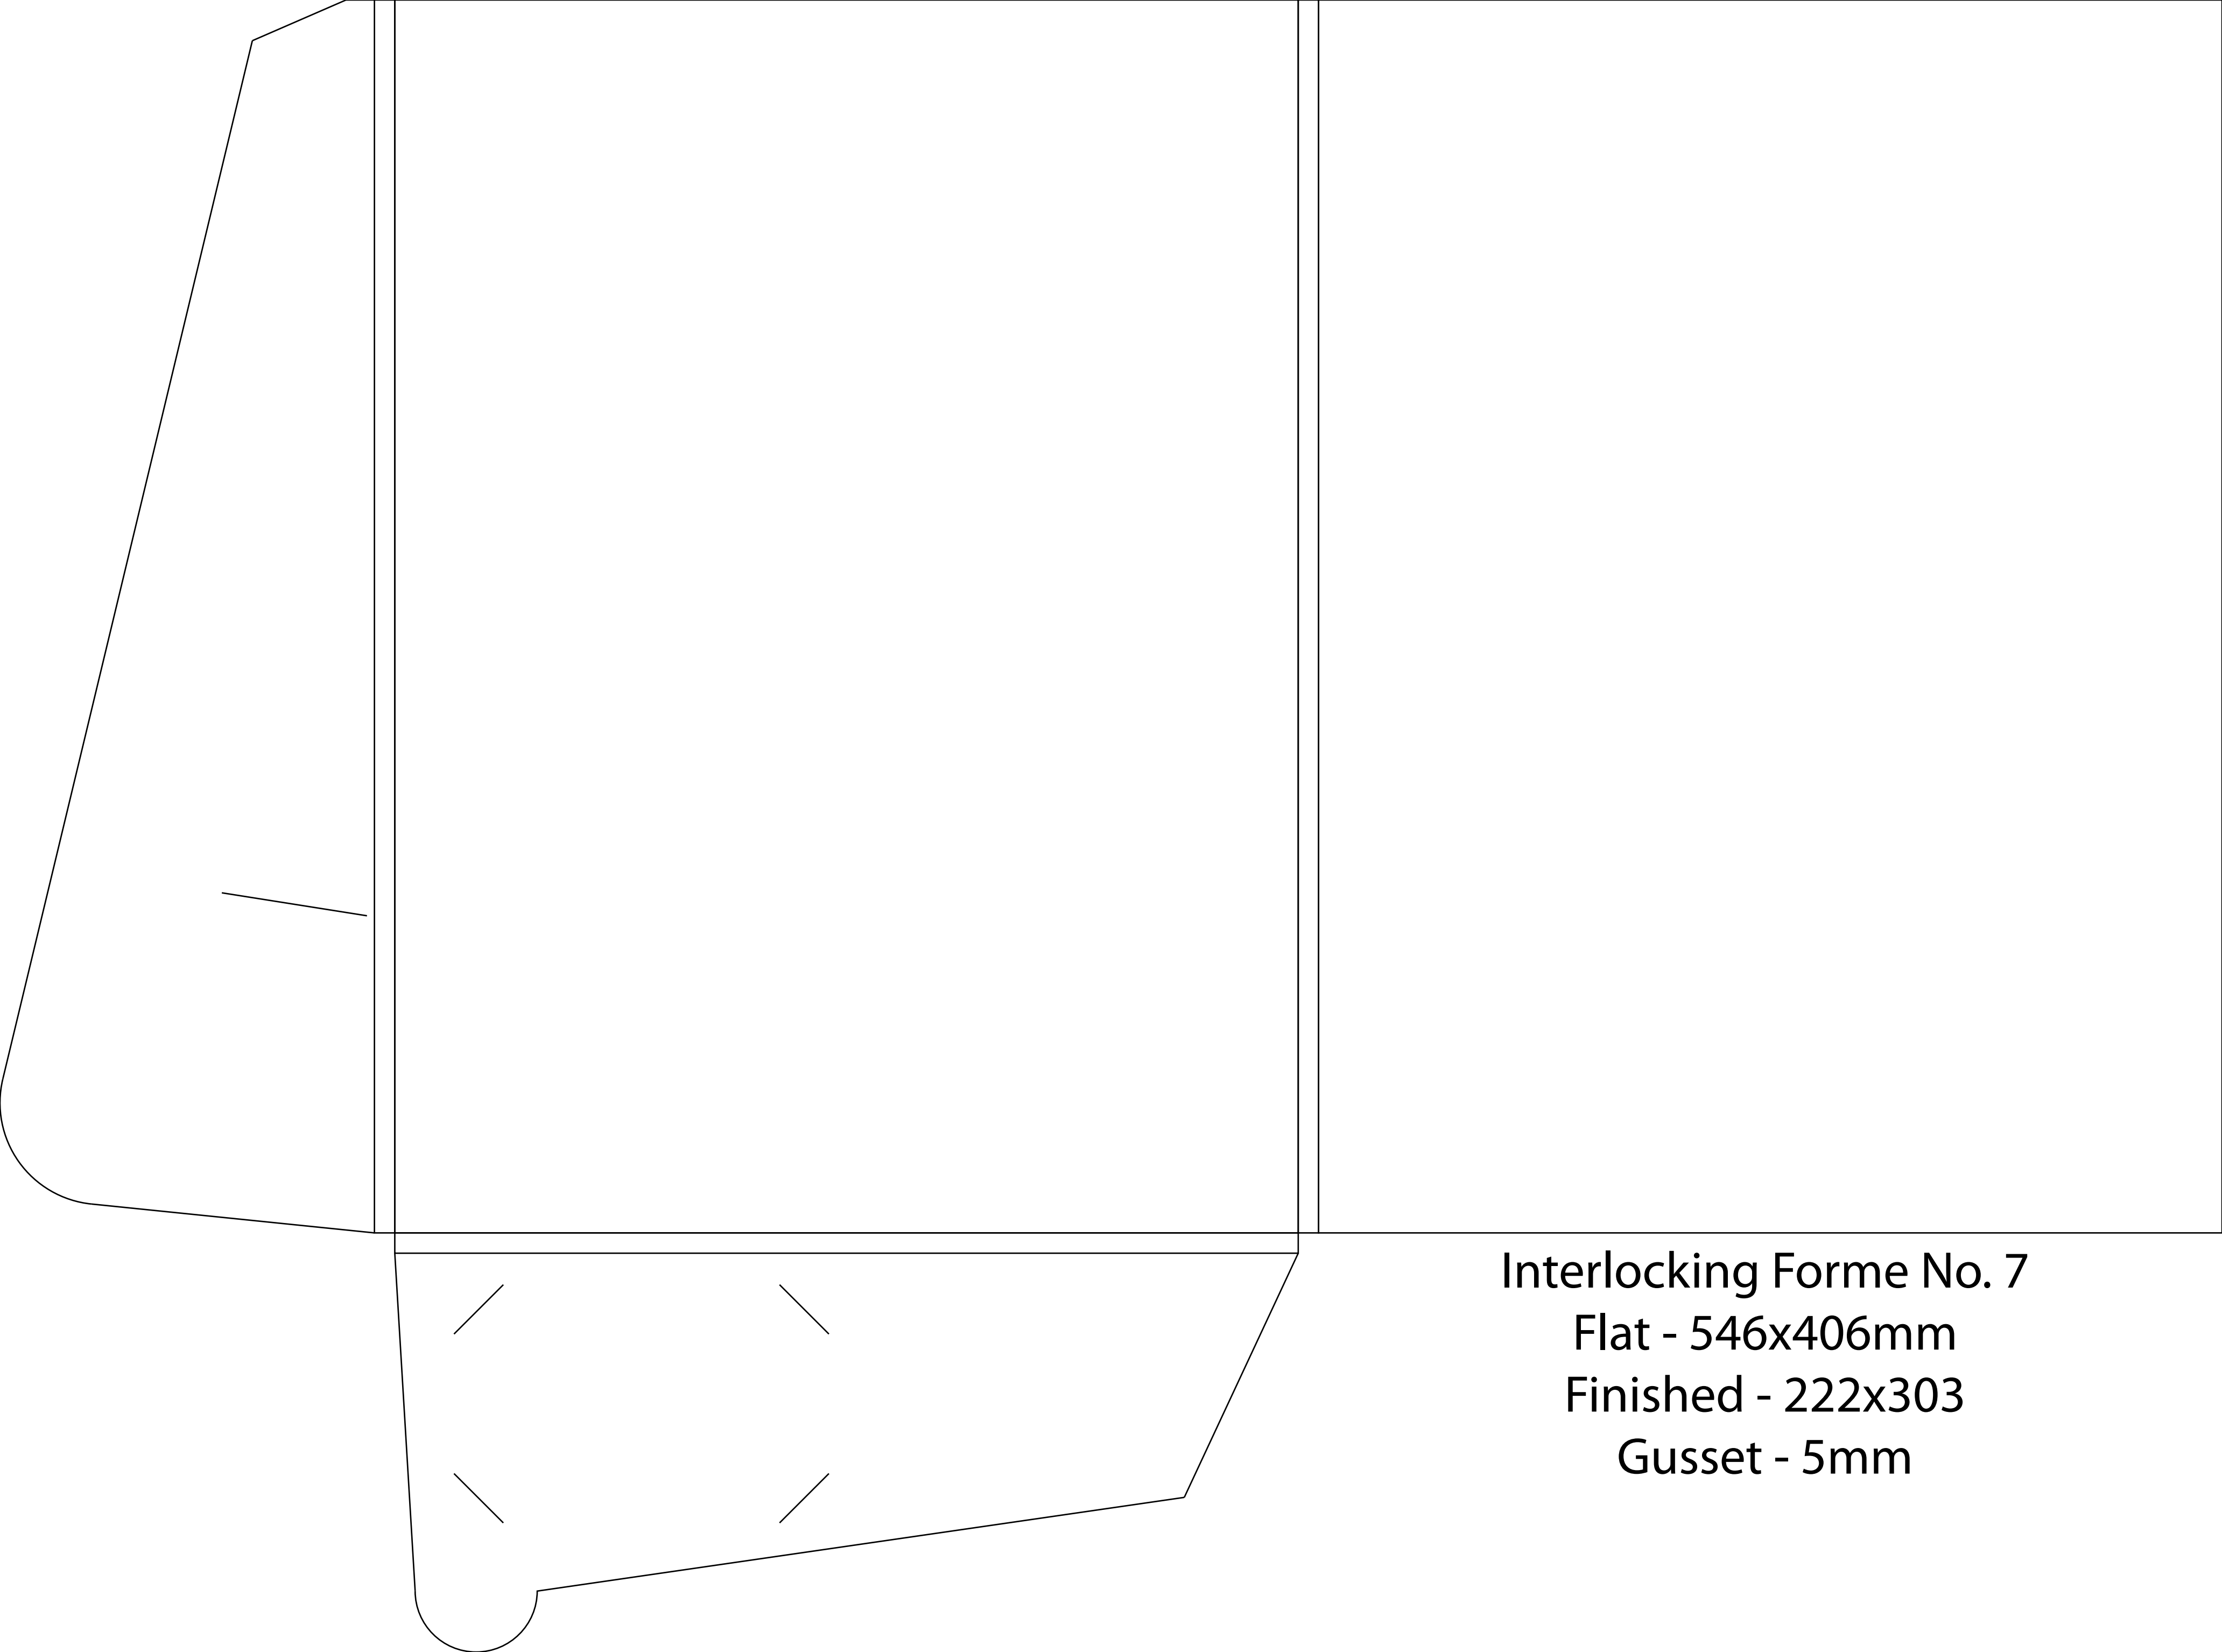 Interlocking Forme No. 7
Flat - 546x406mm
Finished - 222x303
Gusset - 5mm